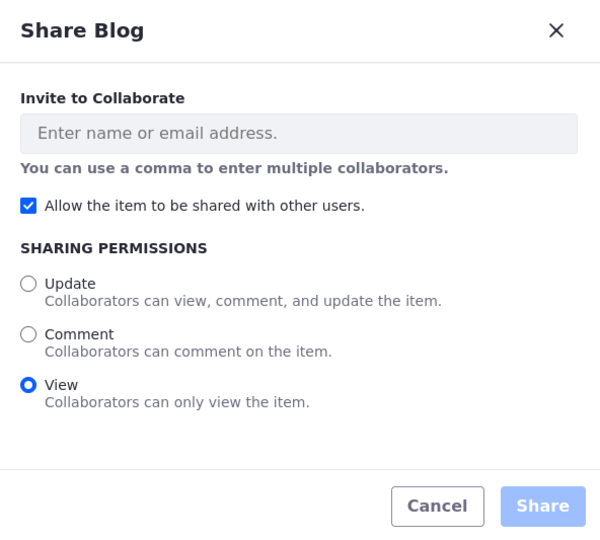 Share Blog
Invite to Collaborate
Enter name or email address.
You can use a comma to enter multiple collaborators.
Allow the item to be shared with other users.
SHARING PERMISSIONS
Update
Collaborators can view, comment, and update the item.
Comment
Collaborators can comment on the item.
View
Collaborators can only view the item.
Cancel Share